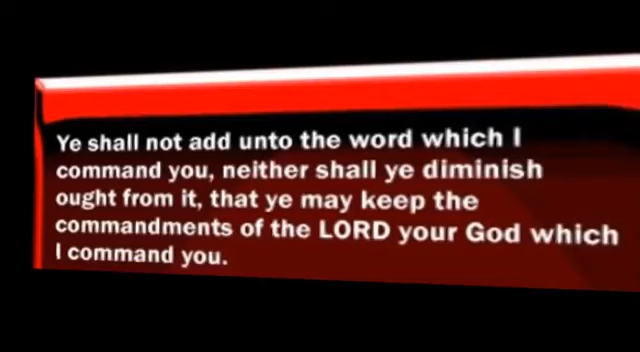 Ye shall not add unto the word which I
command you, neither shall ye diminish
ought from it, that ye may keep the
commandments of the LORD your God which
I command you.